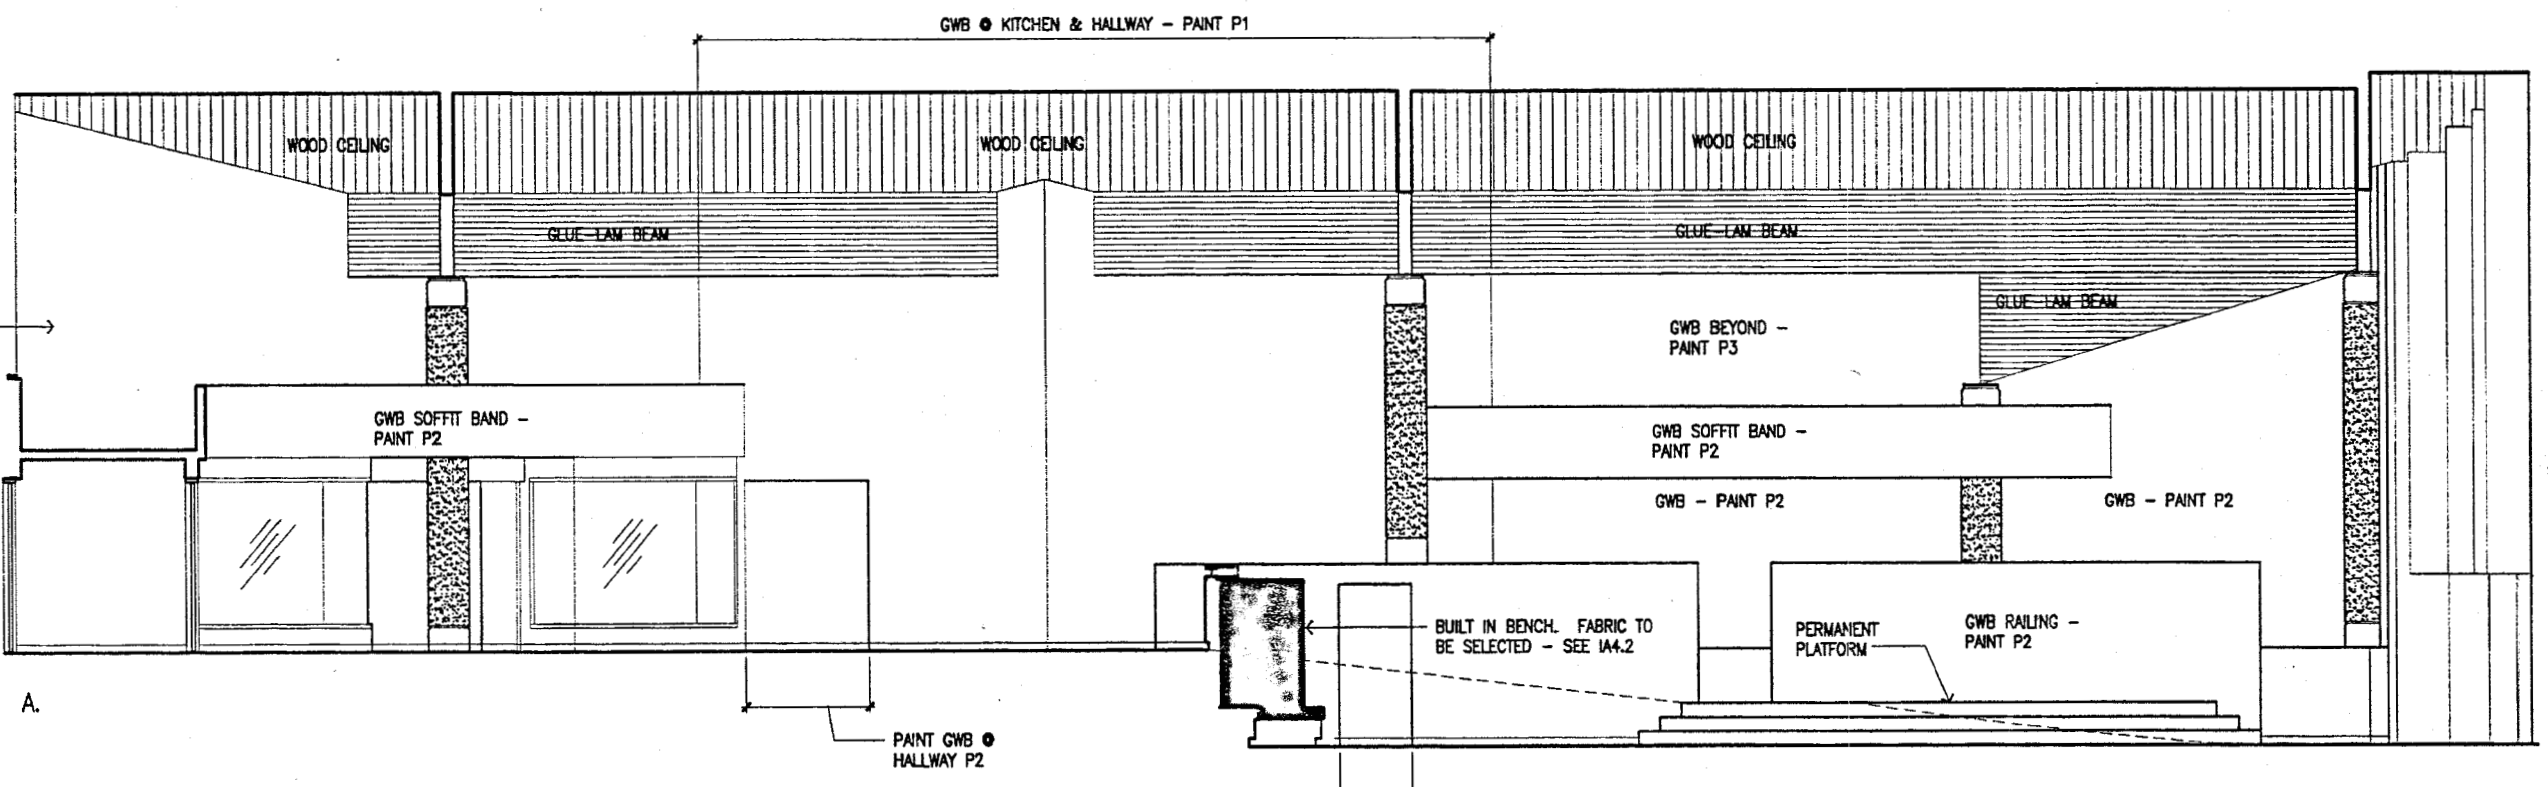 GWB @ KITCHEN & HALLWAY - PAINT P1
WOOD CEILING
WOOD CEILING
WOOD CEILING
GLUE-LAM BEAM
GLUE-LAM BEAM
GLUE-LAM BEAM
GWB BEYOND -
PAINT P3
GWB SOFFIT BAND -
PAINT P2
GWB SOFFIT BAND -
PAINT P2
GWB - PAINT P2
GWB - PAINT P2
BUILT IN BENCH. FABRIC TO
BE SELECTED - SEE IA4.2
PERMANENT
PLATFORM
GWB RAILING -
PAINT P2
A.
PAINT GWB @
HALLWAY P2